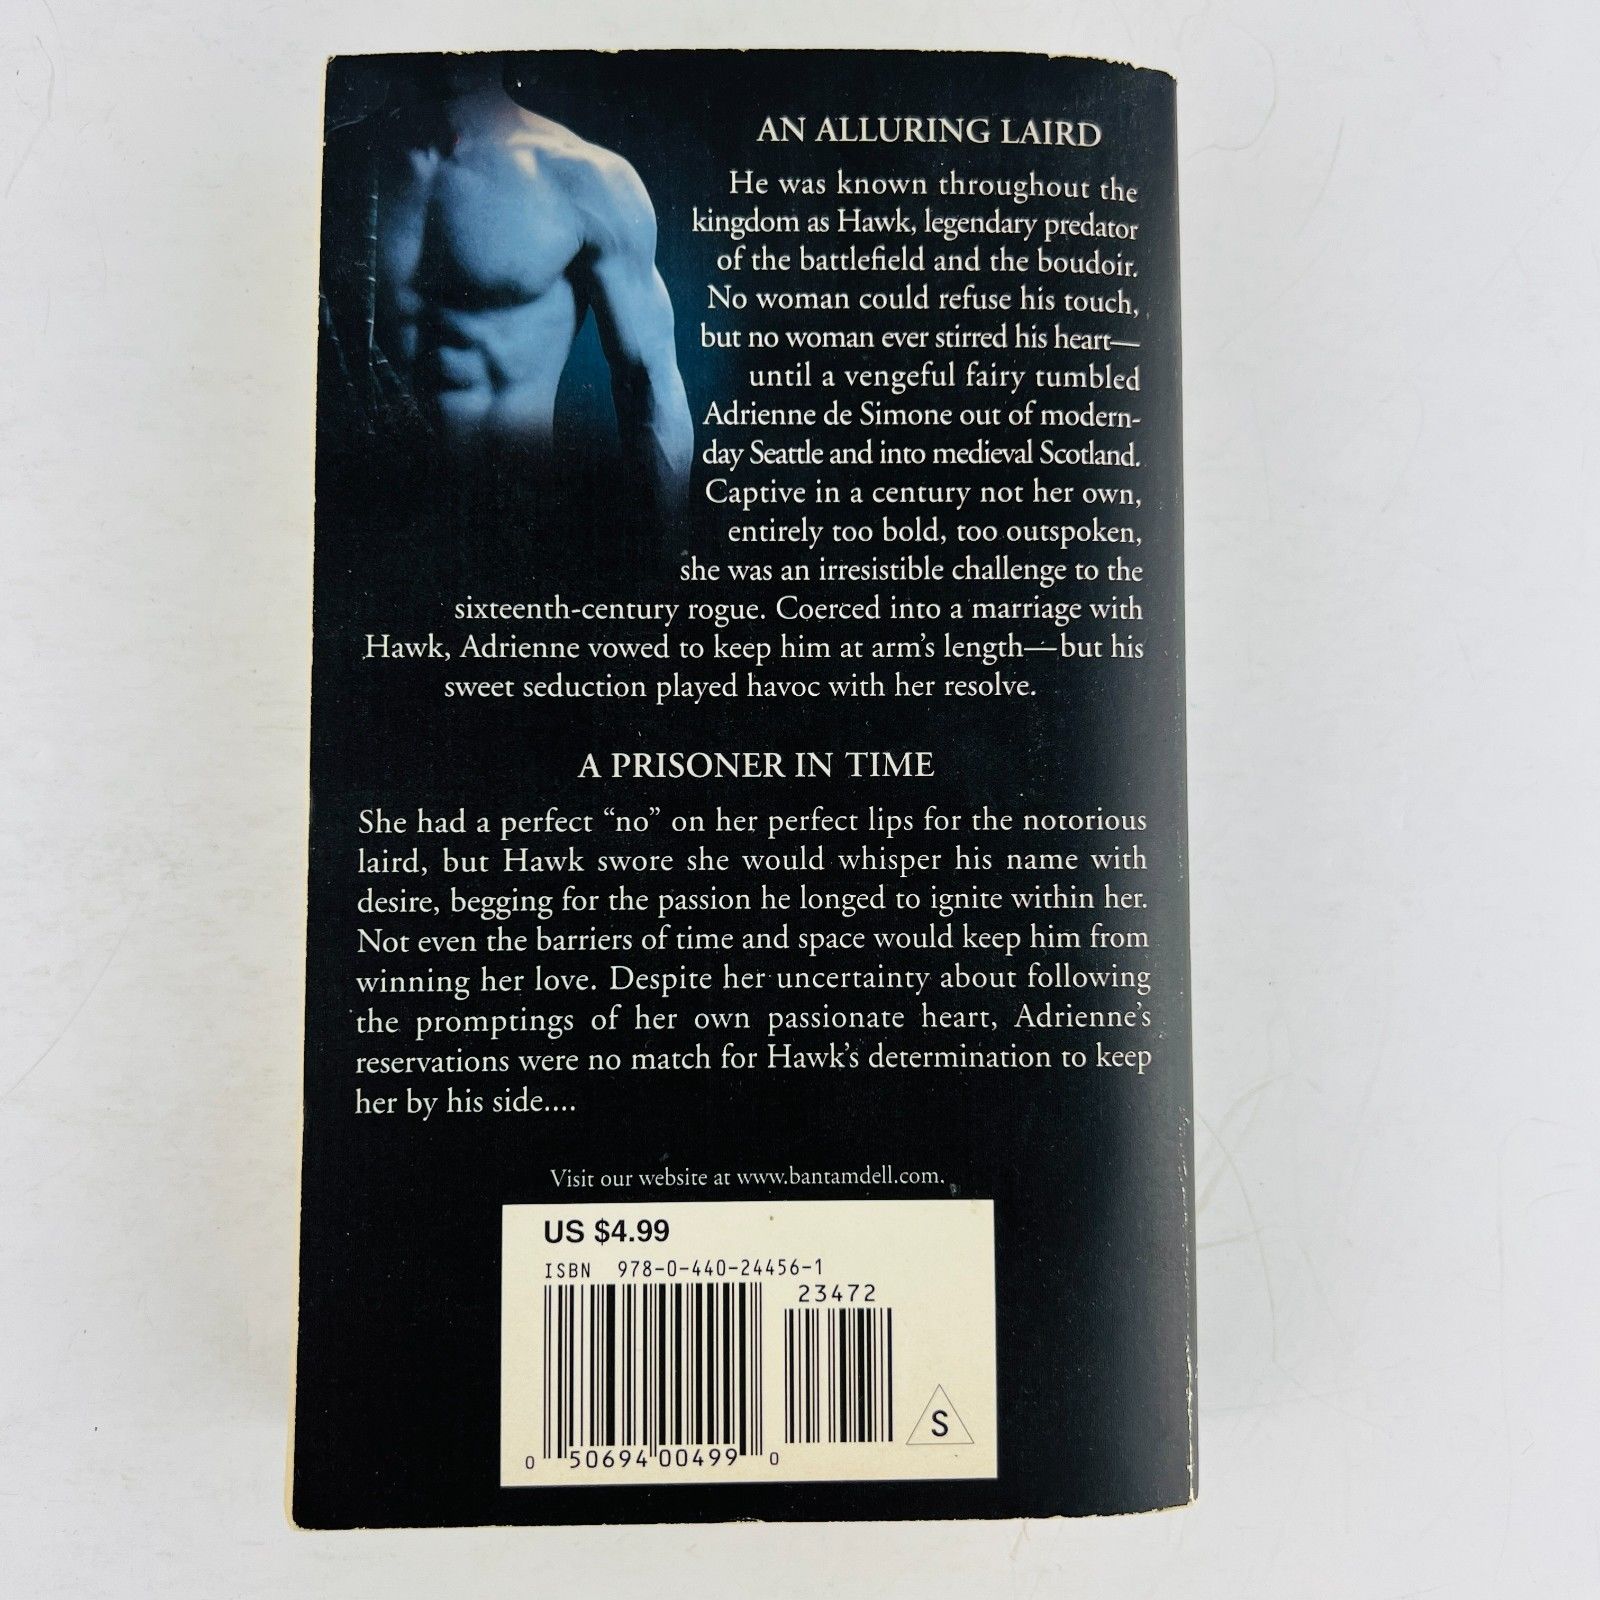 AN ALLURING LAIRD
He was known throughout the
kingdom as Hawk, legendary predator
of the battlefield and the boudoir.
No woman could refuse his touch,
but no woman ever stirred his heart—
until a vengeful fairy tumbled
Adrienne de Simone out of modern-
day Seattle and into medieval Scotland.
Captive in a century not her own,
entirely too bold, too outspoken,
she was an irresistible challenge to the
sixteenth-century rogue. Coerced into a marriage with
Hawk, Adrienne vowed to keep him at arm's length—but his
sweet seduction played havoc with her resolve.
A PRISONER IN TIME
She had a perfect “no” on her perfect lips for the notorious
laird, but Hawk swore she would whisper his name with
desire, begging for the passion he longed to ignite within her.
Not even the barriers of time and space would keep him from
winning her love. Despite her uncertainty about following
the promptings of her own passionate heart, Adrienne's
reservations were no match for Hawk's determination to keep
her by his side....
Visit our website at www.bantamdell.com.
US $4.99
ISBN 978-0-440-24456-1
23472
S
0 50694 00499 0